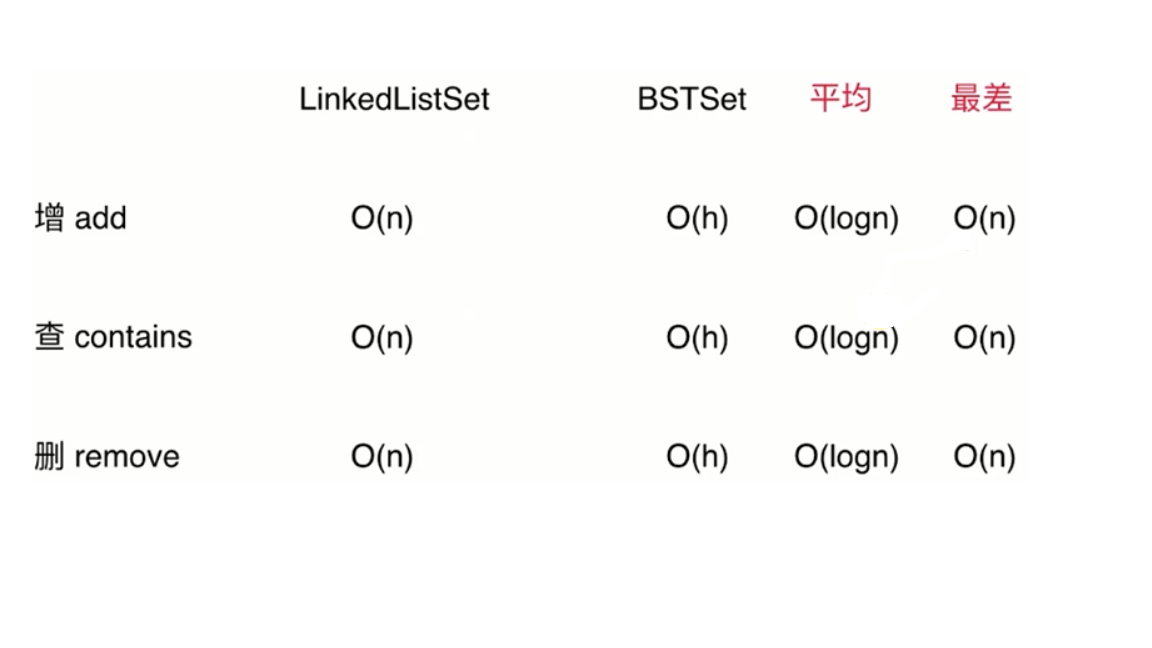 LinkedListSet BSTSet 平均 最差
增 add O(n) O(h) O(logn) O(n)
查 contains O(n) O(h) O(logn) O(n)
删 remove O(n) O(h) O(logn) O(n)